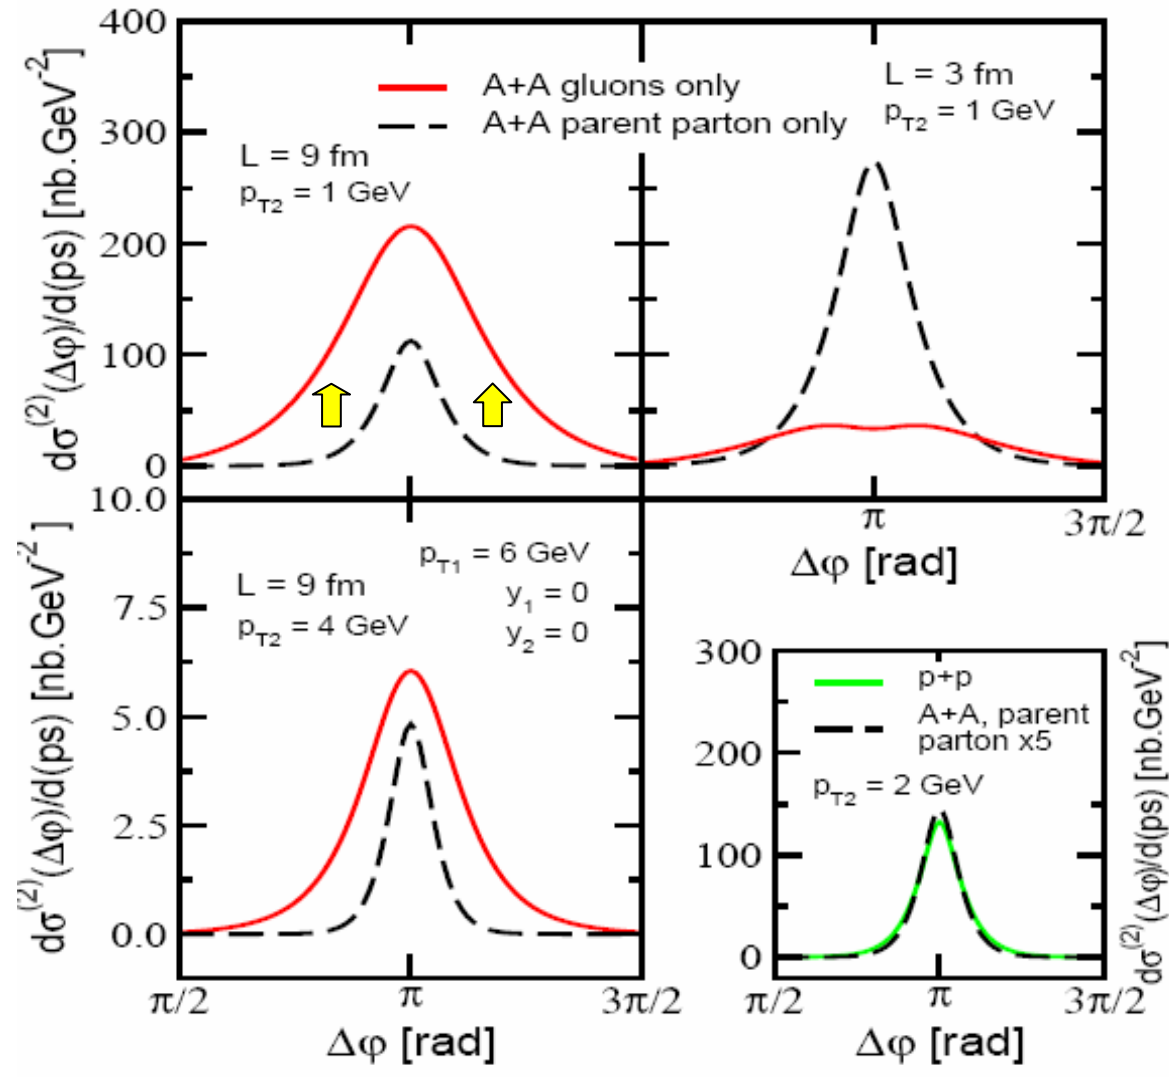 dσ⁽²⁾(Δφ)/d(ps) [nb.GeV⁻²]
400
300
200
100
0
A+A gluons only
A+A parent parton only
L = 9 fm
p_T2 = 1 GeV
L = 3 fm
p_T2 = 1 GeV
π
3π/2
Δφ [rad]
dσ⁽²⁾(Δφ)/d(ps) [nb.GeV⁻²]
10.0
7.5
5.0
2.5
0.0
p_T1 = 6 GeV
y_1 = 0
y_2 = 0
L = 9 fm
p_T2 = 4 GeV
π/2
π
3π/2
Δφ [rad]
300
200
100
0
p+p
A+A, parent
parton x5
p_T2 = 2 GeV
dσ⁽²⁾(Δφ)/d(ps) [nb.GeV⁻²]
π/2
π
3π/2
Δφ [rad]